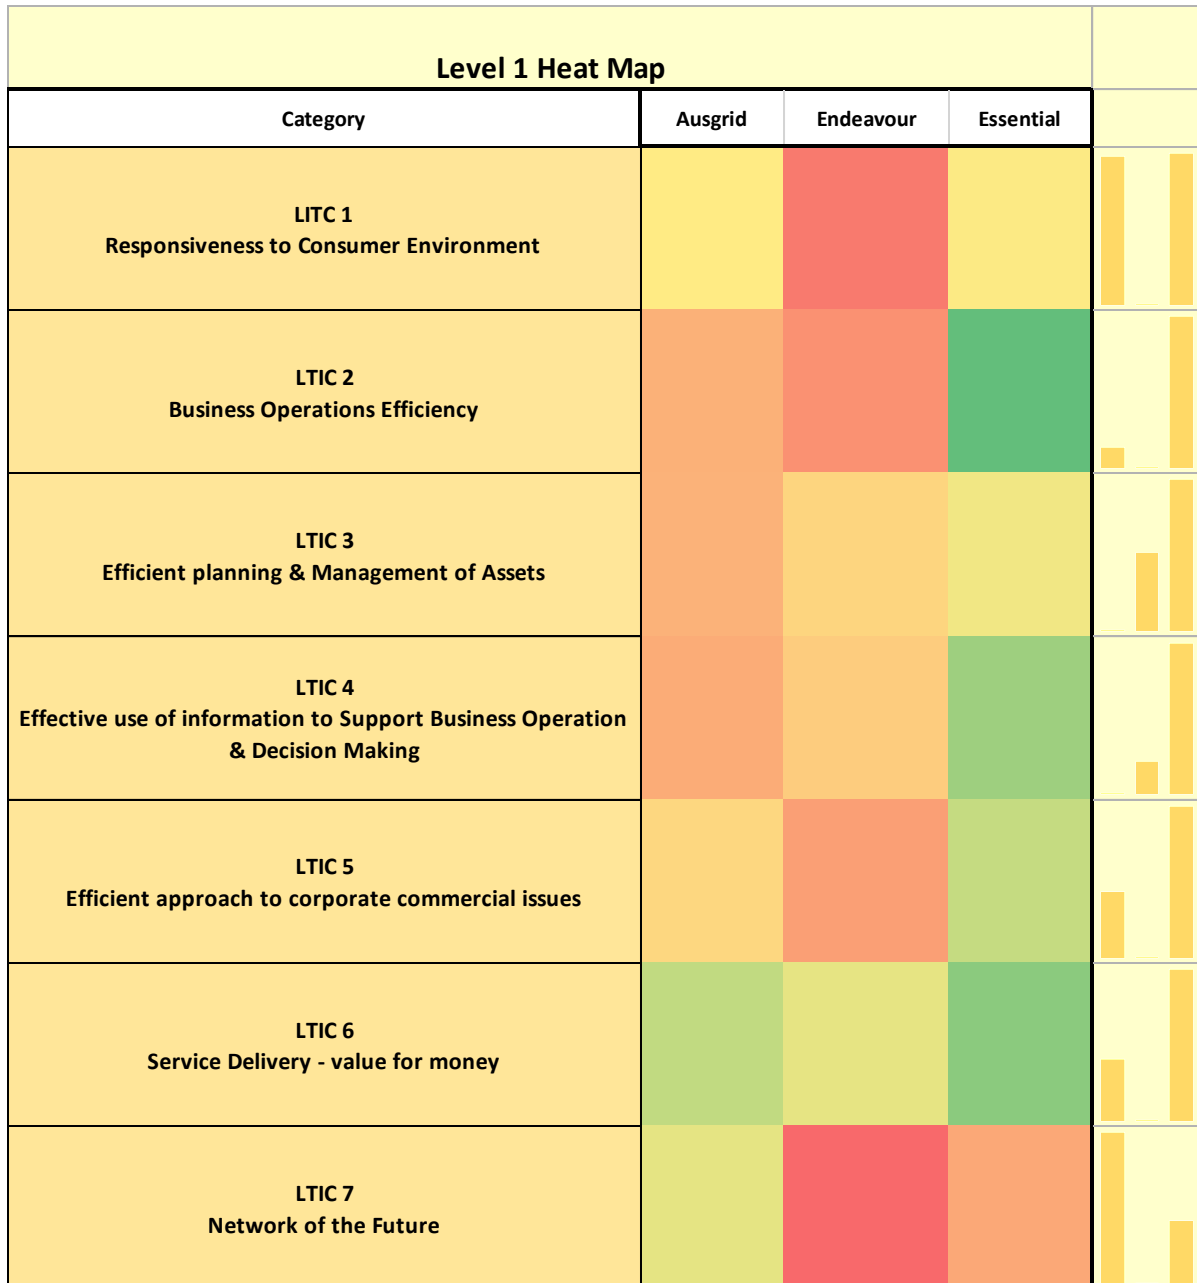 Level 1 Heat Map
Category Ausgrid Endeavour Essential
LITC 1
Responsiveness to Consumer Environment
LTIC 2
Business Operations Efficiency
LTIC 3
Efficient planning & Management of Assets
LTIC 4
Effective use of information to Support Business Operation
& Decision Making
LTIC 5
Efficient approach to corporate commercial issues
LTIC 6
Service Delivery - value for money
LTIC 7
Network of the Future